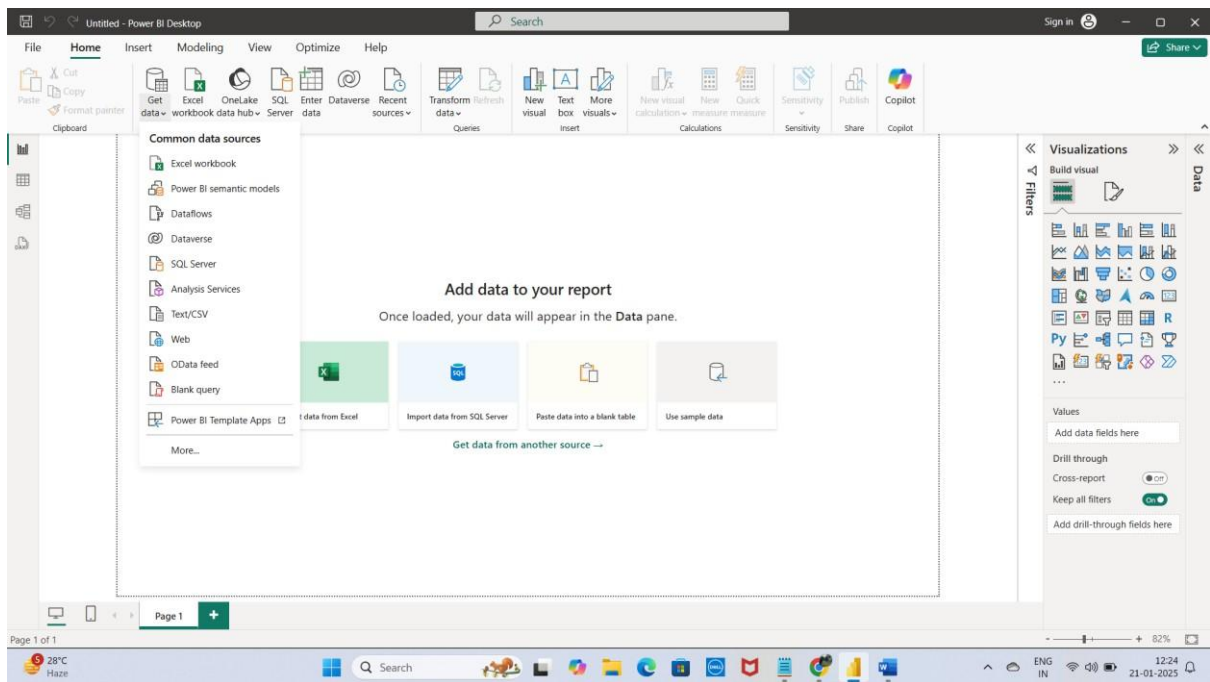 Untitled - Power BI Desktop
Search
Sign in
File Home Insert Modeling View Optimize Help
Share
Paste
Cut
Copy
Format painter
Clipboard
Get data
Excel workbook
OneLake data hub
SQL Server
Enter data
Dataverse
Recent sources
Transform data
Refresh
Queries
New visual
Text box
More visuals
Insert
New visual calculation
New measure
Quick measure
Calculations
Sensitivity
Sensitivity
Publish
Share
Copilot
Copilot
Common data sources
Excel workbook
Power BI semantic models
Dataflows
Dataverse
SQL Server
Analysis Services
Text/CSV
Web
OData feed
Blank query
Power BI Template Apps
More...
Add data to your report
Once loaded, your data will appear in the Data pane.
SQL
data from Excel
Import data from SQL Server
Paste data into a blank table
Use sample data
Get data from another source →
Filters
Visualizations
Build visual
R
Py
...
Values
Add data fields here
Drill through
Cross-report
Off
Keep all filters
On
Add drill-through fields here
Data
Page 1
+
Page 1 of 1
- + 82%
5
28°C
Haze
Search
DELL
ENG
IN
12:24
21-01-2025